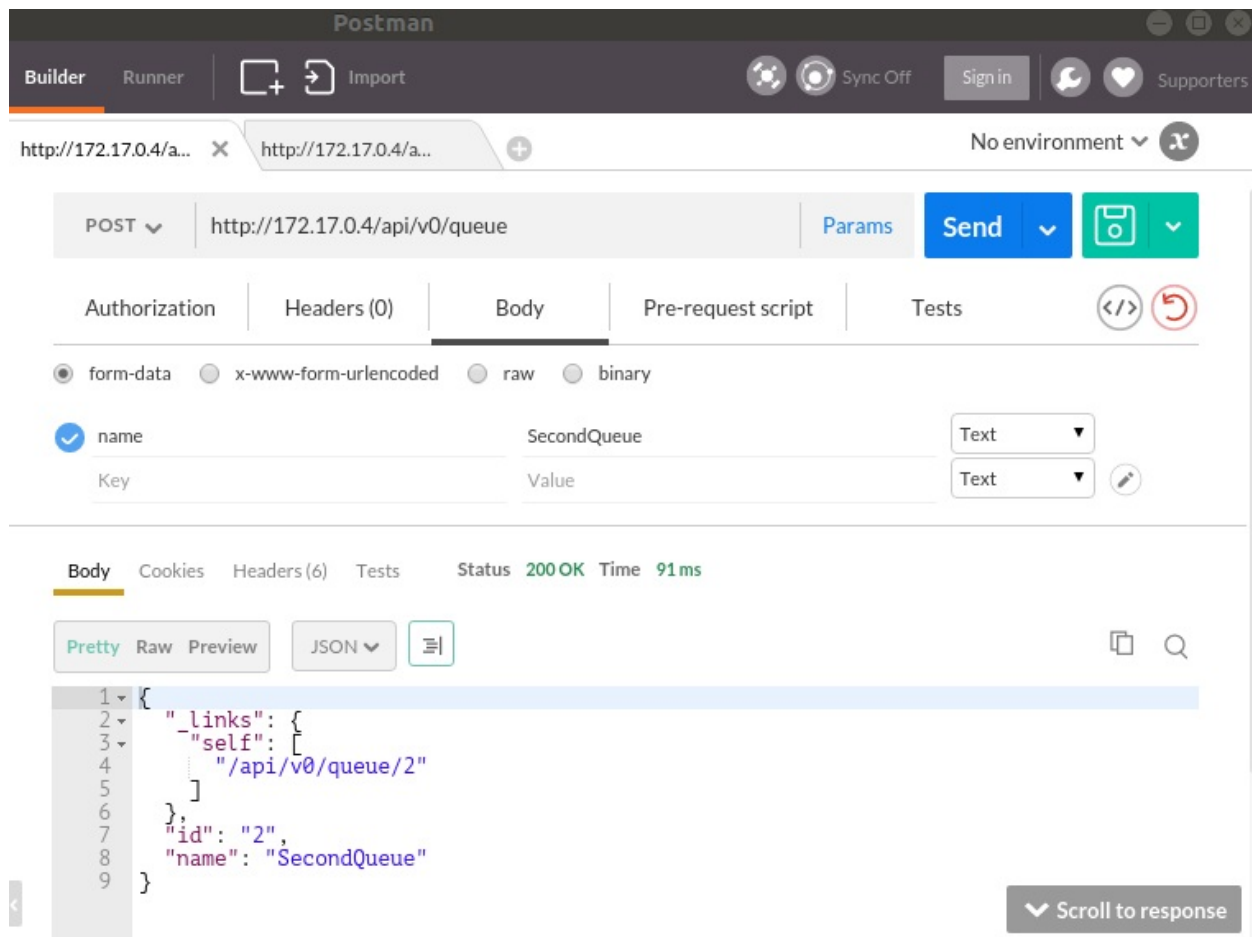 Postman
Builder Runner Import Sync Off Sign in Supporters
http://172.17.0.4/a... http://172.17.0.4/a... No environment
POST http://172.17.0.4/api/v0/queue Params Send
Authorization Headers (0) Body Pre-request script Tests
form-data x-www-form-urlencoded raw binary
name SecondQueue Text
Key Value Text
Body Cookies Headers (6) Tests Status 200 OK Time 91 ms
Pretty Raw Preview JSON
1 {
2 "_links": {
3 "self": [
4 "/api/v0/queue/2"
5 ]
6 },
7 "id": "2",
8 "name": "SecondQueue"
9 }
Scroll to response